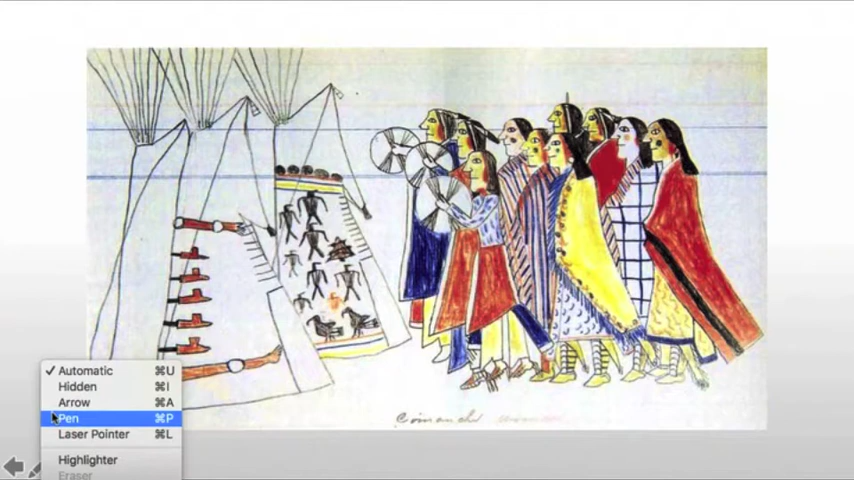 Comanche
✓ Automatic ⌘U
Hidden ⌘I
Arrow ⌘A
Pen ⌘P
Laser Pointer ⌘L
Highlighter
Eraser